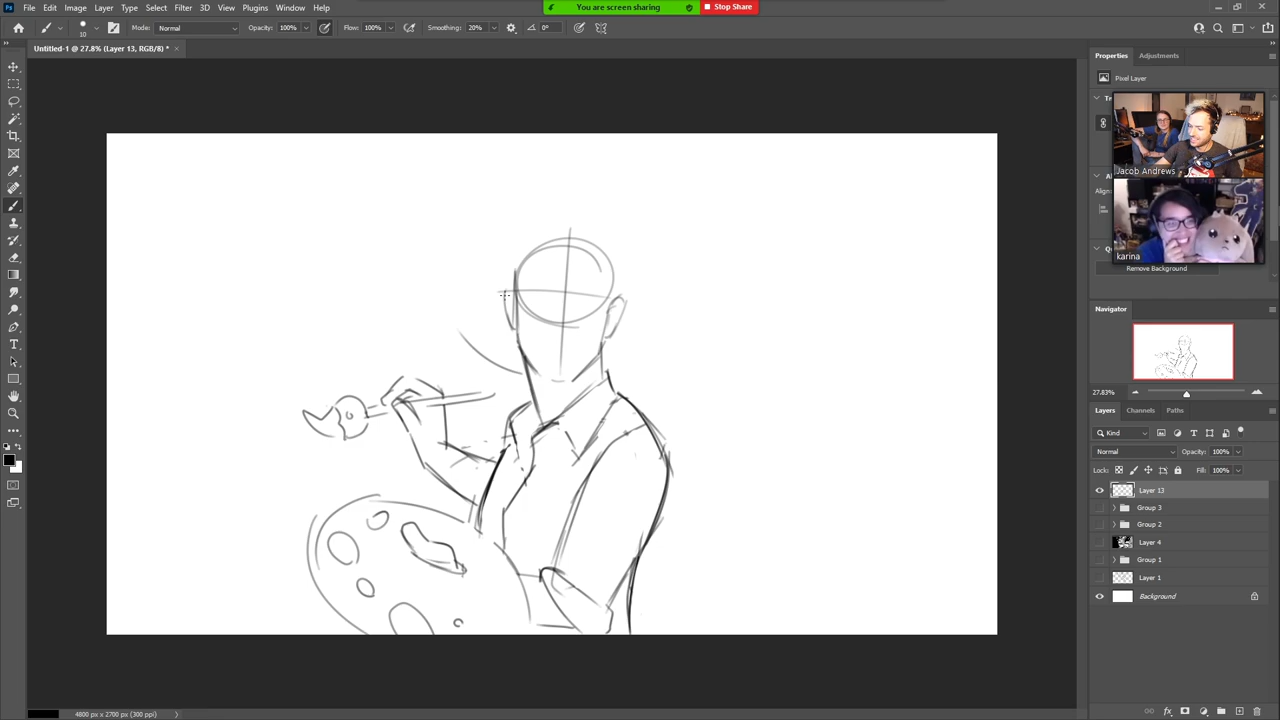 Ps File Edit Image Layer Type Select Filter 3D View Plugins Window Help
You are screen sharing Stop Share
10 Mode: Normal Opacity: 100% Flow: 100% Smoothing: 20% 0°
Untitled-1 @ 27.8% (Layer 13, RGB/8) * ×
Properties Adjustments
Pixel Layer
Jacob Andrews
karina
Remove Background
Navigator
27.83%
Layers Channels Paths
Kind
Normal Opacity: 100%
Lock: Fill: 100%
Layer 13
Group 3
Group 2
Layer 4
Group 1
Layer 1
Background
4800 px x 2700 px (300 ppi)